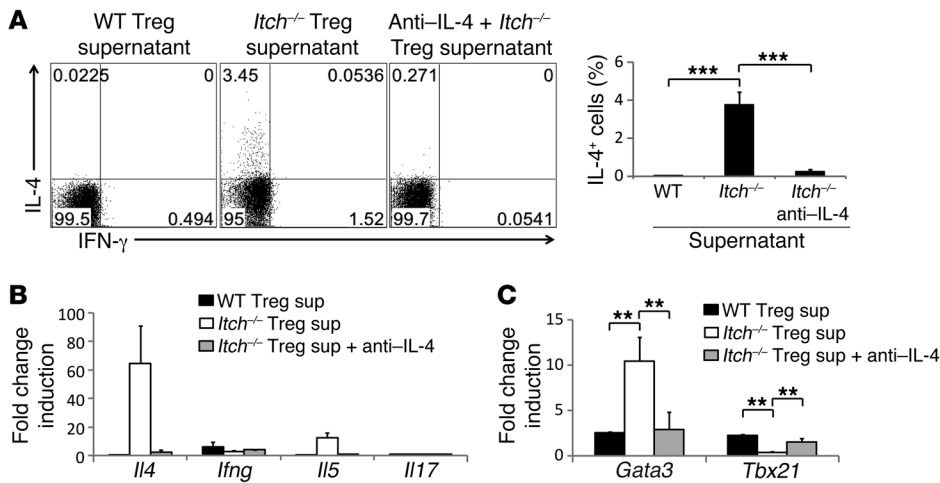 A
WT Treg
supernatant
Itch–/– Treg
supernatant
Anti–IL-4 + Itch–/–
Treg supernatant
0.0225
0
3.45
0.0536
0.271
0
99.5
0.494
95
1.52
99.7
0.0541
IL-4
IFN-γ
IL-4+ cells (%)
6
4
2
0
***
***
WT
Itch–/–
Itch–/–
anti–IL-4
Supernatant
B
WT Treg sup
Itch–/– Treg sup
Itch–/– Treg sup + anti–IL-4
Fold change
induction
100
80
60
40
20
0
Il4
Ifng
Il5
Il17
C
WT Treg sup
Itch–/– Treg sup
Itch–/– Treg sup + anti–IL-4
Fold change
induction
15
10
5
0
**
**
**
**
Gata3
Tbx21